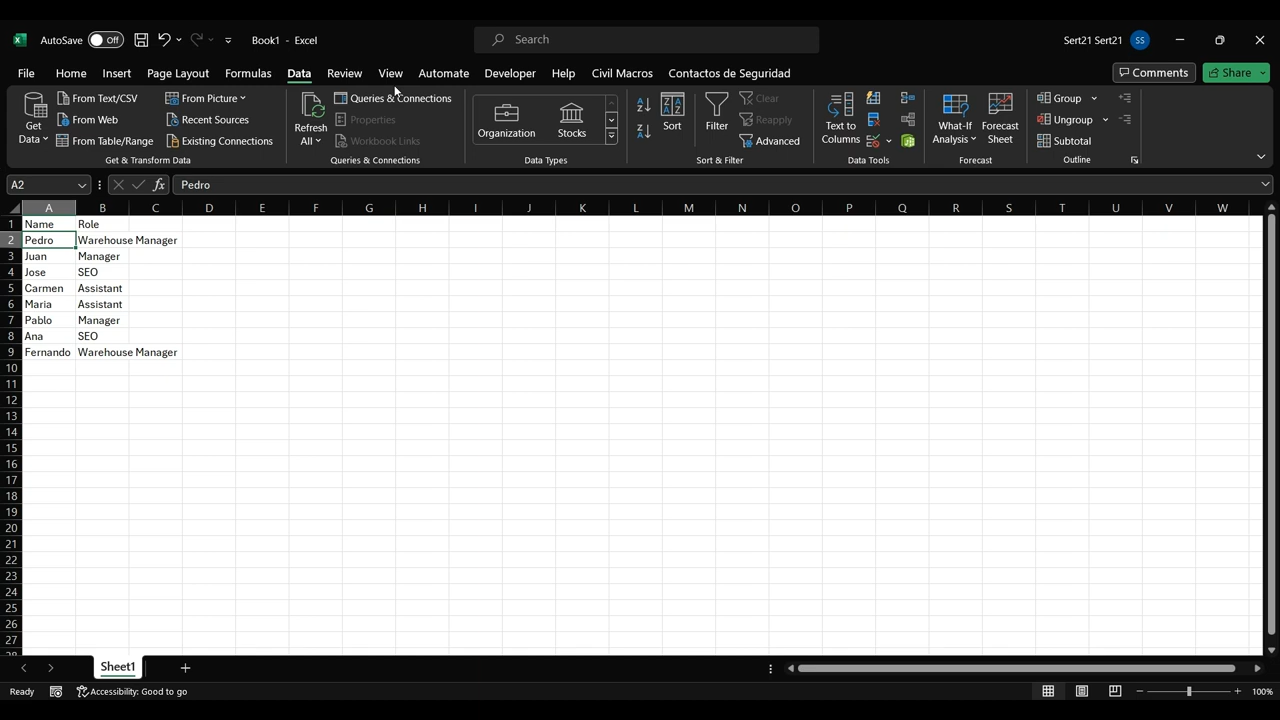 AutoSave Off Book1 - Excel Search Sert21 Sert21 SS
File Home Insert Page Layout Formulas Data Review View Automate Developer Help Civil Macros Contactos de Seguridad Comments Share
Get Data
From Text/CSV
From Web
From Table/Range
From Picture
Recent Sources
Existing Connections
Get & Transform Data
Refresh All
Queries & Connections
Properties
Workbook Links
Queries & Connections
Organization
Stocks
Data Types
Sort
Filter
Clear
Reapply
Advanced
Sort & Filter
Text to Columns
Data Tools
What-If Analysis
Forecast Sheet
Forecast
Group
Ungroup
Subtotal
Outline
A2 fx Pedro
A B C D E F G H I J K L M N O P Q R S T U V W
1 Name Role
2 Pedro Warehouse Manager
3 Juan Manager
4 Jose SEO
5 Carmen Assistant
6 Maria Assistant
7 Pablo Manager
8 Ana SEO
9 Fernando Warehouse Manager
10
11
12
13
14
15
16
17
18
19
20
21
22
23
24
25
26
27
28
Sheet1
Ready Accessibility: Good to go 100%